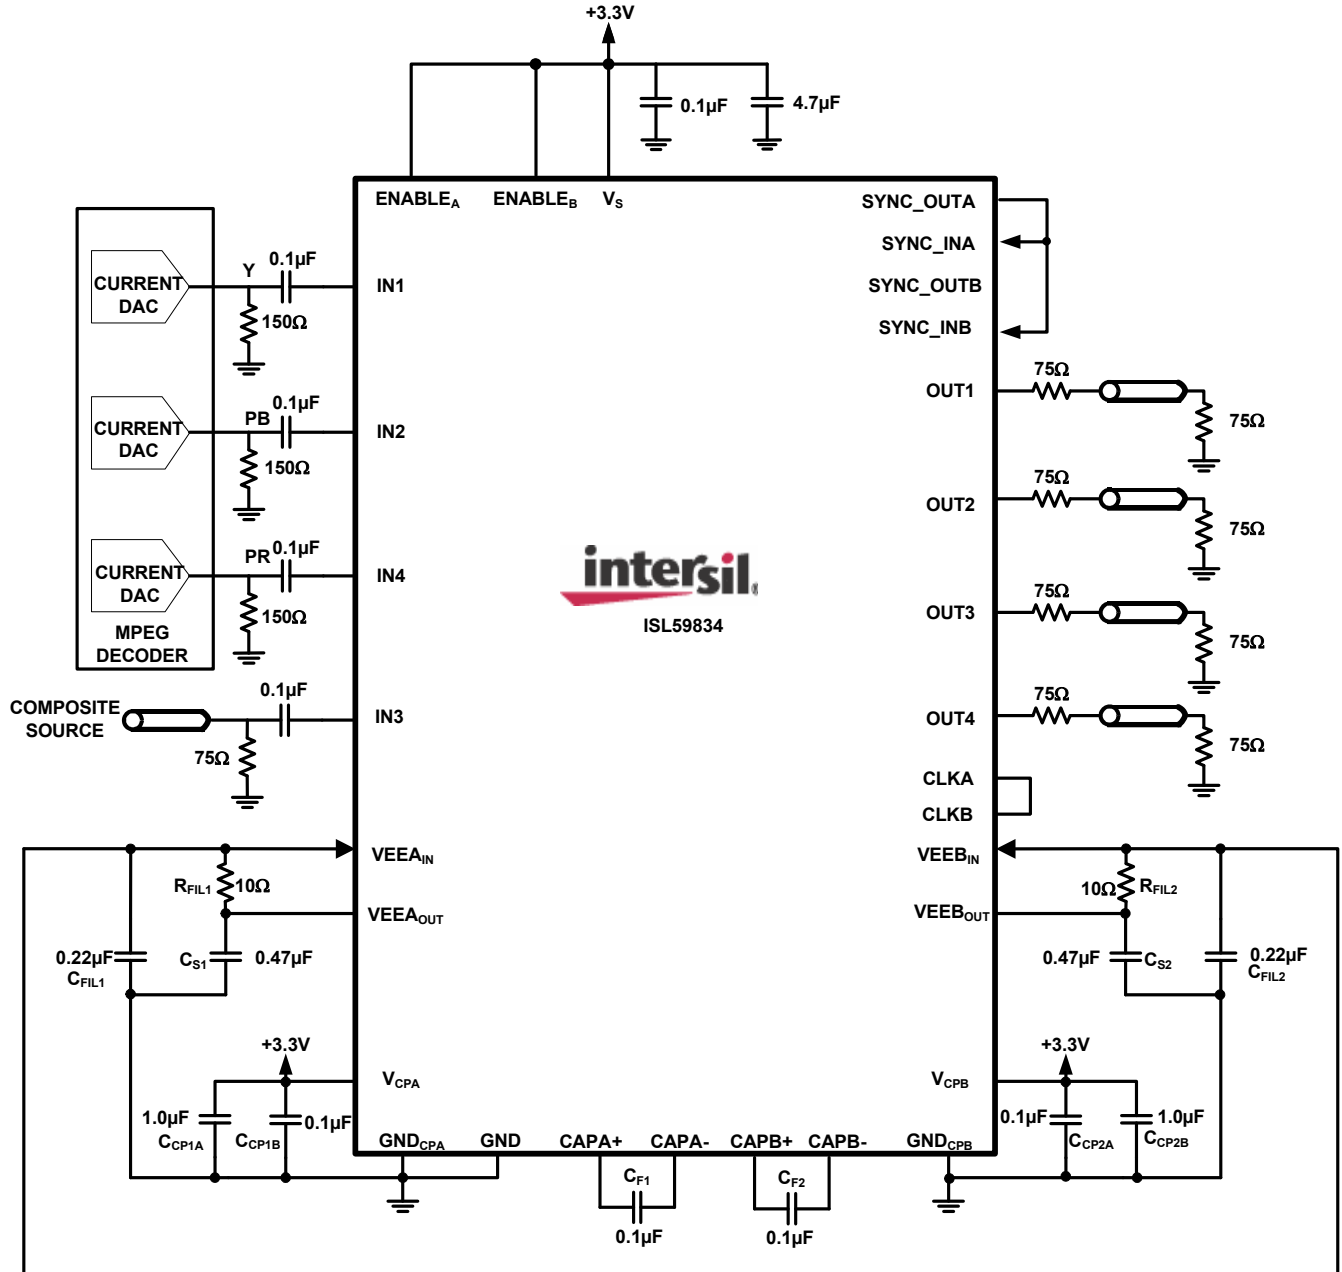 +3.3V
0.1µF
4.7µF
ENABLEA
ENABLEB
VS
SYNC_OUTA
SYNC_INA
SYNC_OUTB
SYNC_INB
CURRENT
DAC
Y
0.1µF
150Ω
IN1
CURRENT
DAC
PB
0.1µF
150Ω
IN2
CURRENT
DAC
PR
0.1µF
150Ω
IN4
MPEG
DECODER
COMPOSITE
SOURCE
0.1µF
75Ω
IN3
intersil
ISL59834
OUT1
75Ω
75Ω
OUT2
75Ω
75Ω
OUT3
75Ω
75Ω
OUT4
75Ω
75Ω
CLKA
CLKB
VEEAIN
RFIL1
10Ω
VEEAOUT
0.22µF
CFIL1
CS1
0.47µF
VEEBIN
10Ω
RFIL2
VEEBOUT
0.47µF
CS2
0.22µF
CFIL2
+3.3V
VCPA
1.0µF
CCP1A
CCP1B
0.1µF
+3.3V
VCPB
0.1µF
CCP2A
1.0µF
CCP2B
GNDCPA
GND
CAPA+
CAPA-
CAPB+
CAPB-
GNDCPB
CF1
0.1µF
CF2
0.1µF